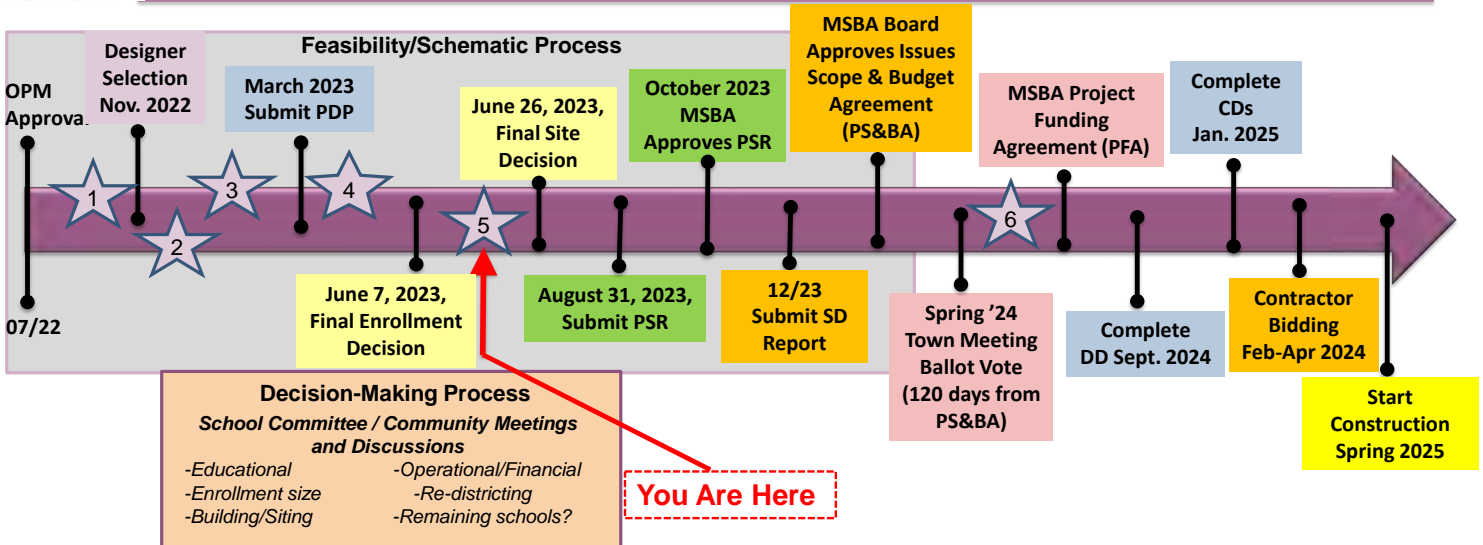 Feasibility/Schematic Process
OPM
Approval
07/22
Designer
Selection
Nov. 2022
March 2023
Submit PDP
June 26, 2023,
Final Site
Decision
October 2023
MSBA
Approves PSR
MSBA Board
Approves Issues
Scope & Budget
Agreement
(PS&BA)
MSBA Project
Funding
Agreement (PFA)
Complete
CDs
Jan. 2025
1
2
3
4
5
6
June 7, 2023,
Final Enrollment
Decision
August 31, 2023,
Submit PSR
12/23
Submit SD
Report
Spring ’24
Town Meeting
Ballot Vote
(120 days from
PS&BA)
Complete
DD Sept. 2024
Contractor
Bidding
Feb-Apr 2024
Start
Construction
Spring 2025
Decision-Making Process
School Committee / Community Meetings
and Discussions
-Educational
-Enrollment size
-Building/Siting
-Operational/Financial
-Re-districting
-Remaining schools?
You Are Here